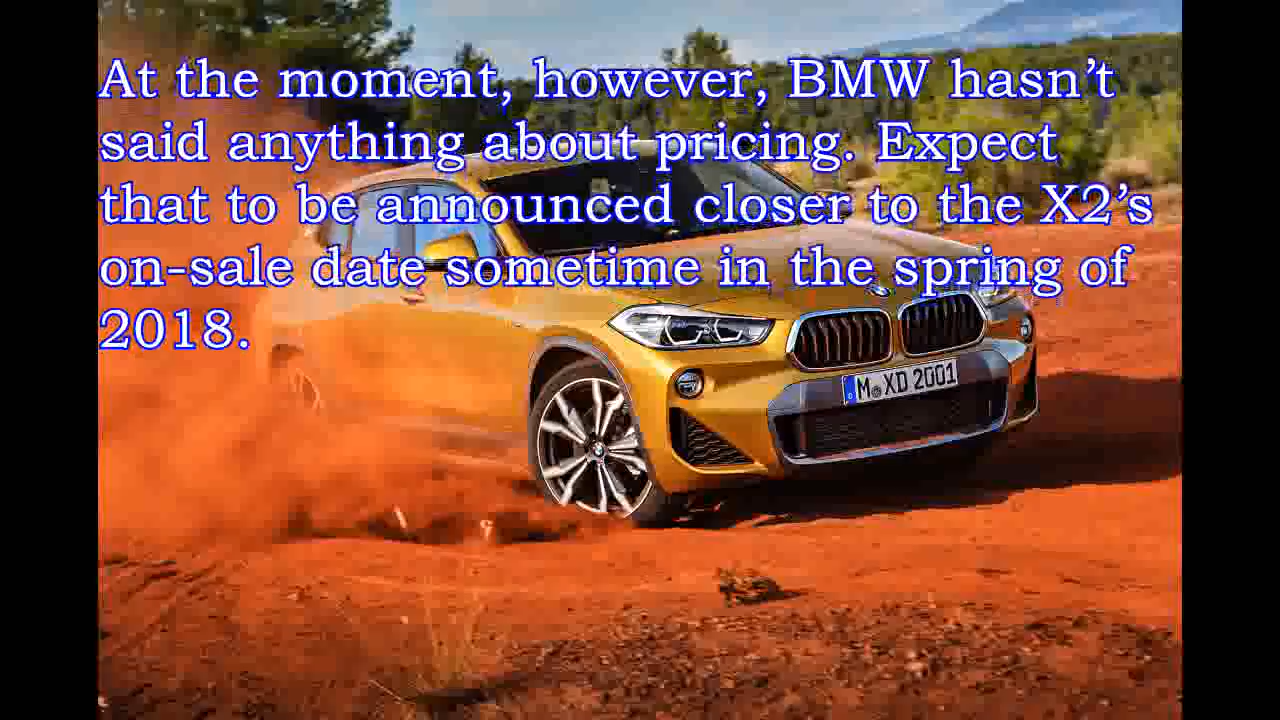 At the moment, however, BMW hasn’t
said anything about pricing. Expect
that to be announced closer to the X2’s
on-sale date sometime in the spring of
2018.
M XD 2001